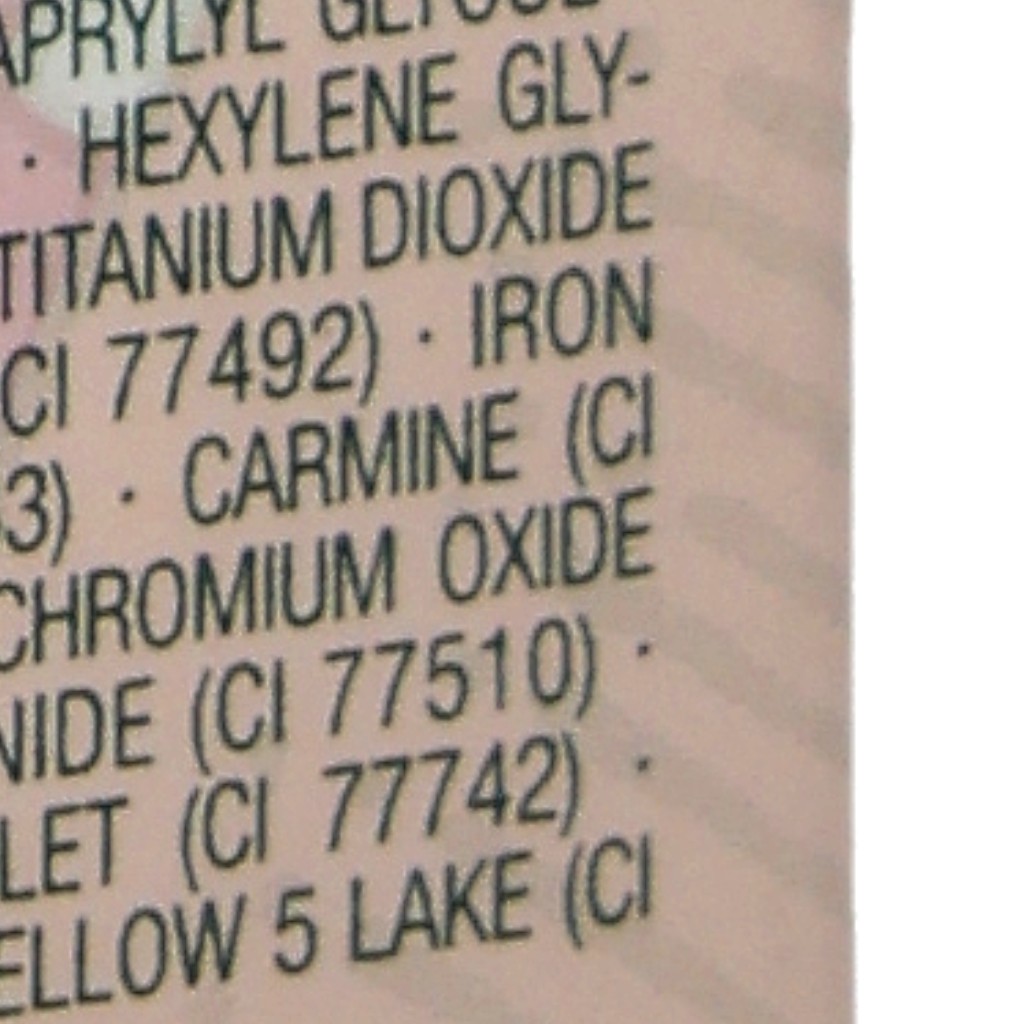 APRYLYL
· HEXYLENE GLY-
TITANIUM DIOXIDE
CI 77492) · IRON
3) · CARMINE (CI
CHROMIUM OXIDE
NIDE (CI 77510) ·
LET (CI 77742) ·
ELLOW 5 LAKE (CI